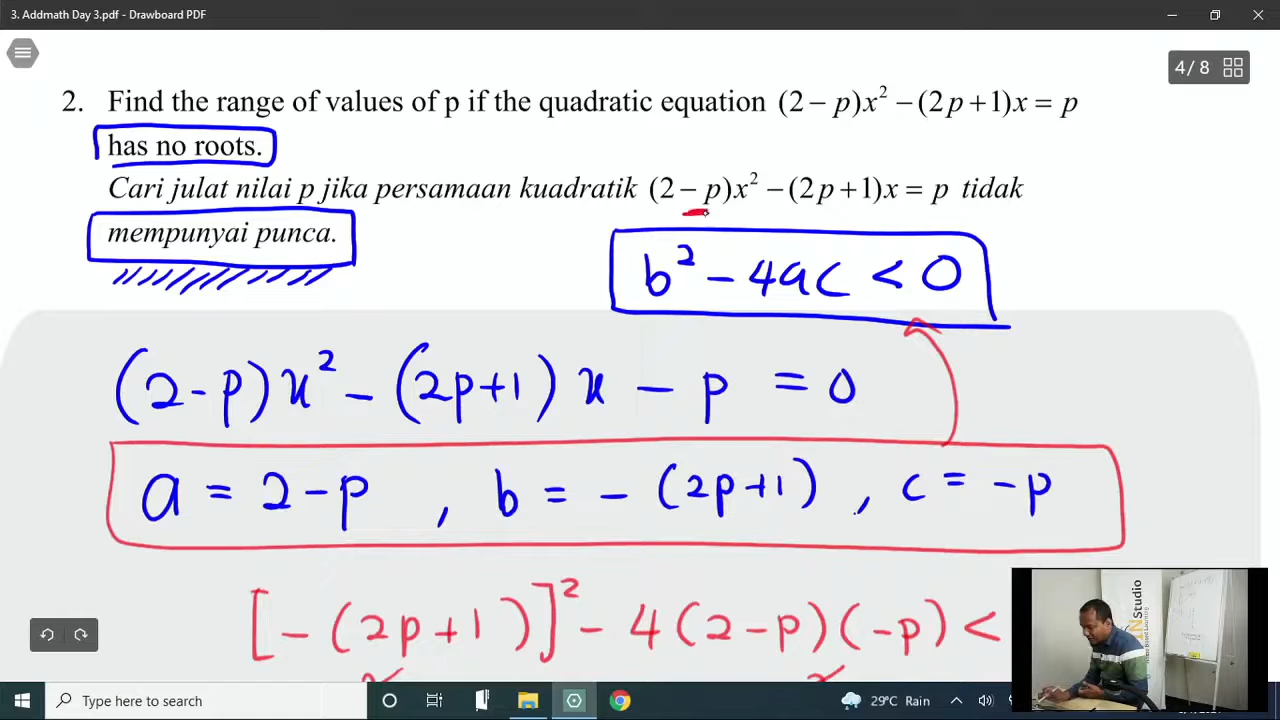 3. Addmath Day 3.pdf - Drawboard PDF
4 / 8
2. Find the range of values of p if the quadratic equation (2 − p)x² − (2p + 1)x = p
has no roots.
Cari julat nilai p jika persamaan kuadratik (2 − p)x² − (2p + 1)x = p tidak
mempunyai punca.
b² − 4ac < 0
(2-p)x² − (2p+1)x − p = 0
a = 2-p, b = −(2p+1), c = −p
[−(2p+1)]² − 4(2-p)(-p) <
Studio
Type here to search
29°C Rain